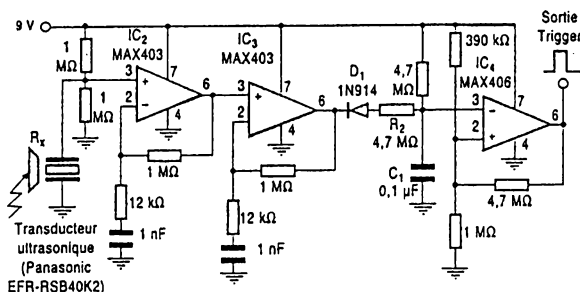 9 V
1
MΩ
1
MΩ
IC2
MAX403
3
+
2
−
7
6
4
1 MΩ
12 kΩ
1 nF
Rx
Transducteur
ultrasonique
(Panasonic
EFR-RSB40K2)
IC3
MAX403
3
+
2
−
7
6
4
1 MΩ
12 kΩ
1 nF
D1
1N914
R2
4,7 MΩ
4,7
MΩ
C1
0,1 µF
390 kΩ
IC4
MAX406
3
−
2
+
7
6
4
4,7 MΩ
1 MΩ
Sortie
Trigger